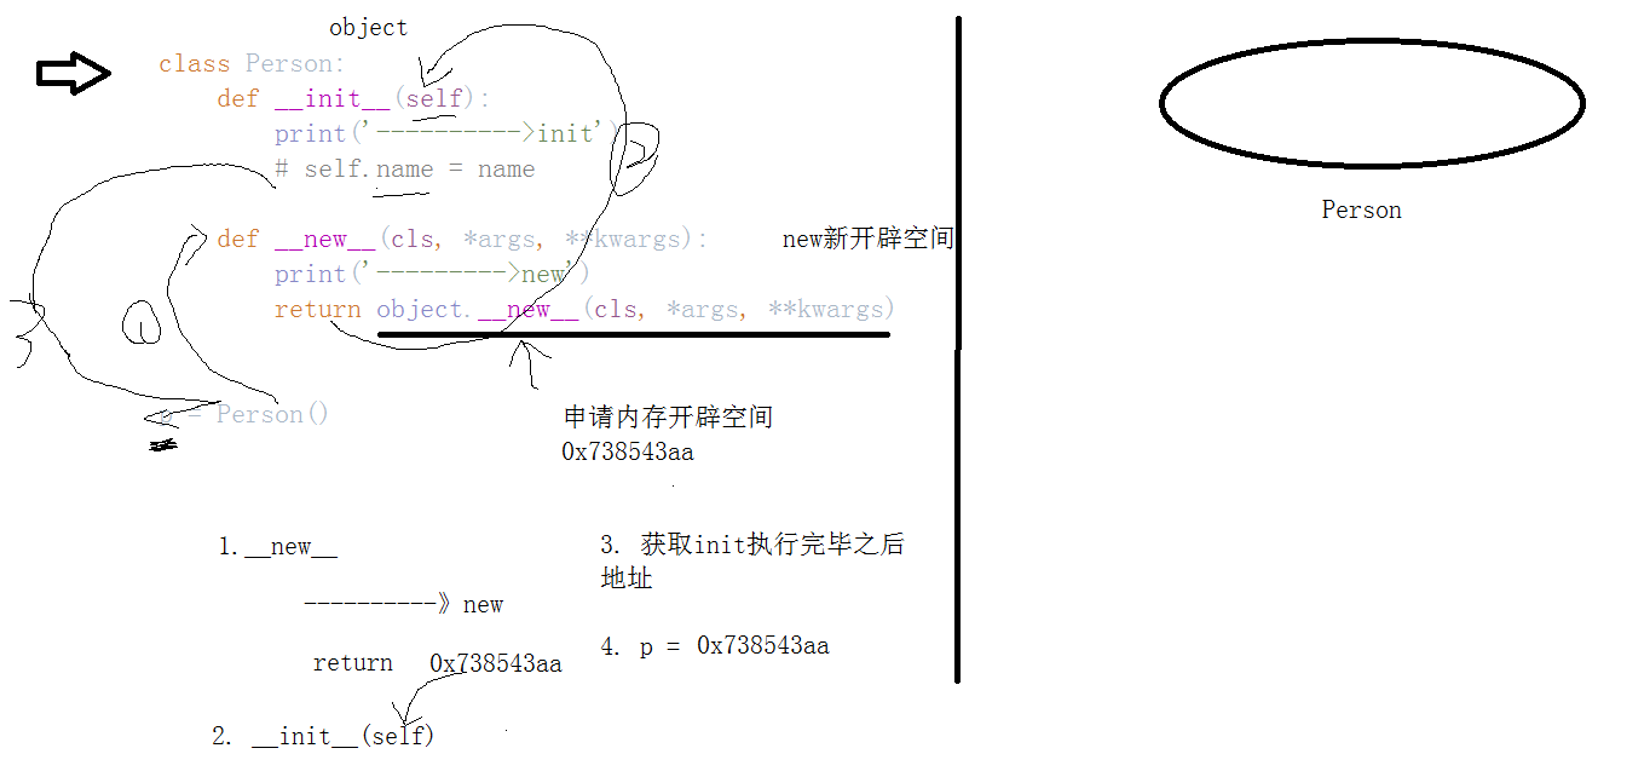 object
class Person:
def __init__(self):
print('---------->init')
# self.name = name
def __new__(cls, *args, **kwargs):
new新开辟空间
print('--------->new')
return object.__new__(cls, *args, **kwargs)
p = Person()
申请内存开辟空间
0x738543aa
1.__new__
----------》new
return 0x738543aa
2. __init__(self)
3. 获取init执行完毕之后
地址
4. p = 0x738543aa
Person